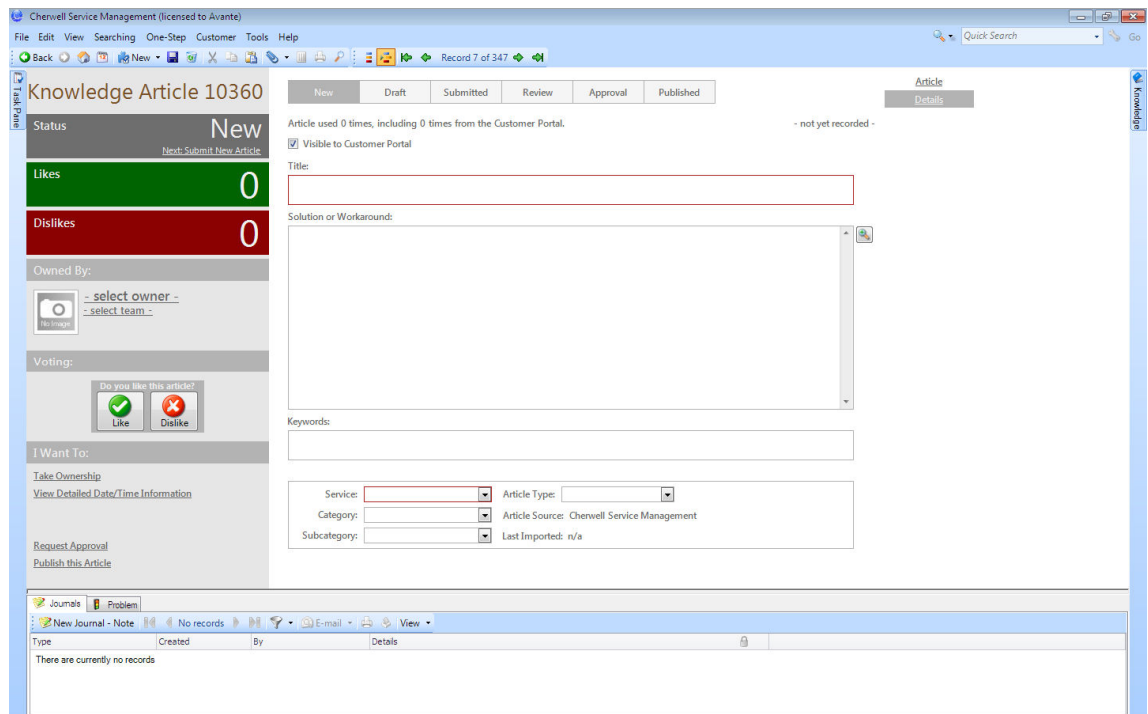 Cherwell Service Management (licensed to Avante)
File Edit View Searching One-Step Customer Tools Help
Quick Search Go
Back New Record 7 of 347
Task Pane
Knowledge Article 10360
Status New
Next: Submit New Article
Likes 0
Dislikes 0
Owned By:
No Image
- select owner -
- select team -
Voting:
Do you like this article?
Like Dislike
I Want To:
Take Ownership
View Detailed Date/Time Information
Request Approval
Publish this Article
New Draft Submitted Review Approval Published
Article used 0 times, including 0 times from the Customer Portal. - not yet recorded -
Visible to Customer Portal
Title:
Solution or Workaround:
Keywords:
Service: Article Type:
Category: Article Source: Cherwell Service Management
Subcategory: Last Imported: n/a
Article
Details
Knowledge
Journals Problem
New Journal - Note No records E-mail View
Type Created By Details
There are currently no records